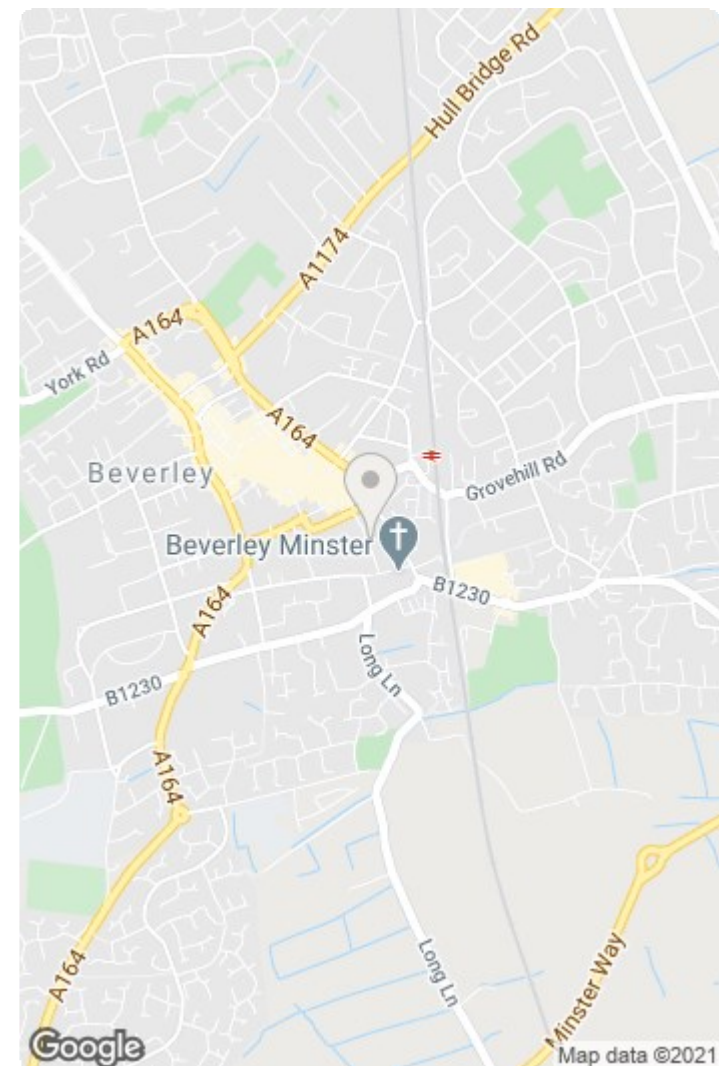 Hull Bridge Rd
A1174
A164
York Rd
A164
Beverley
Grovehill Rd
Beverley Minster
B1230
A164
Long Ln
B1230
A164
A164
Long Ln
Minster Way
Google
Map data ©2021